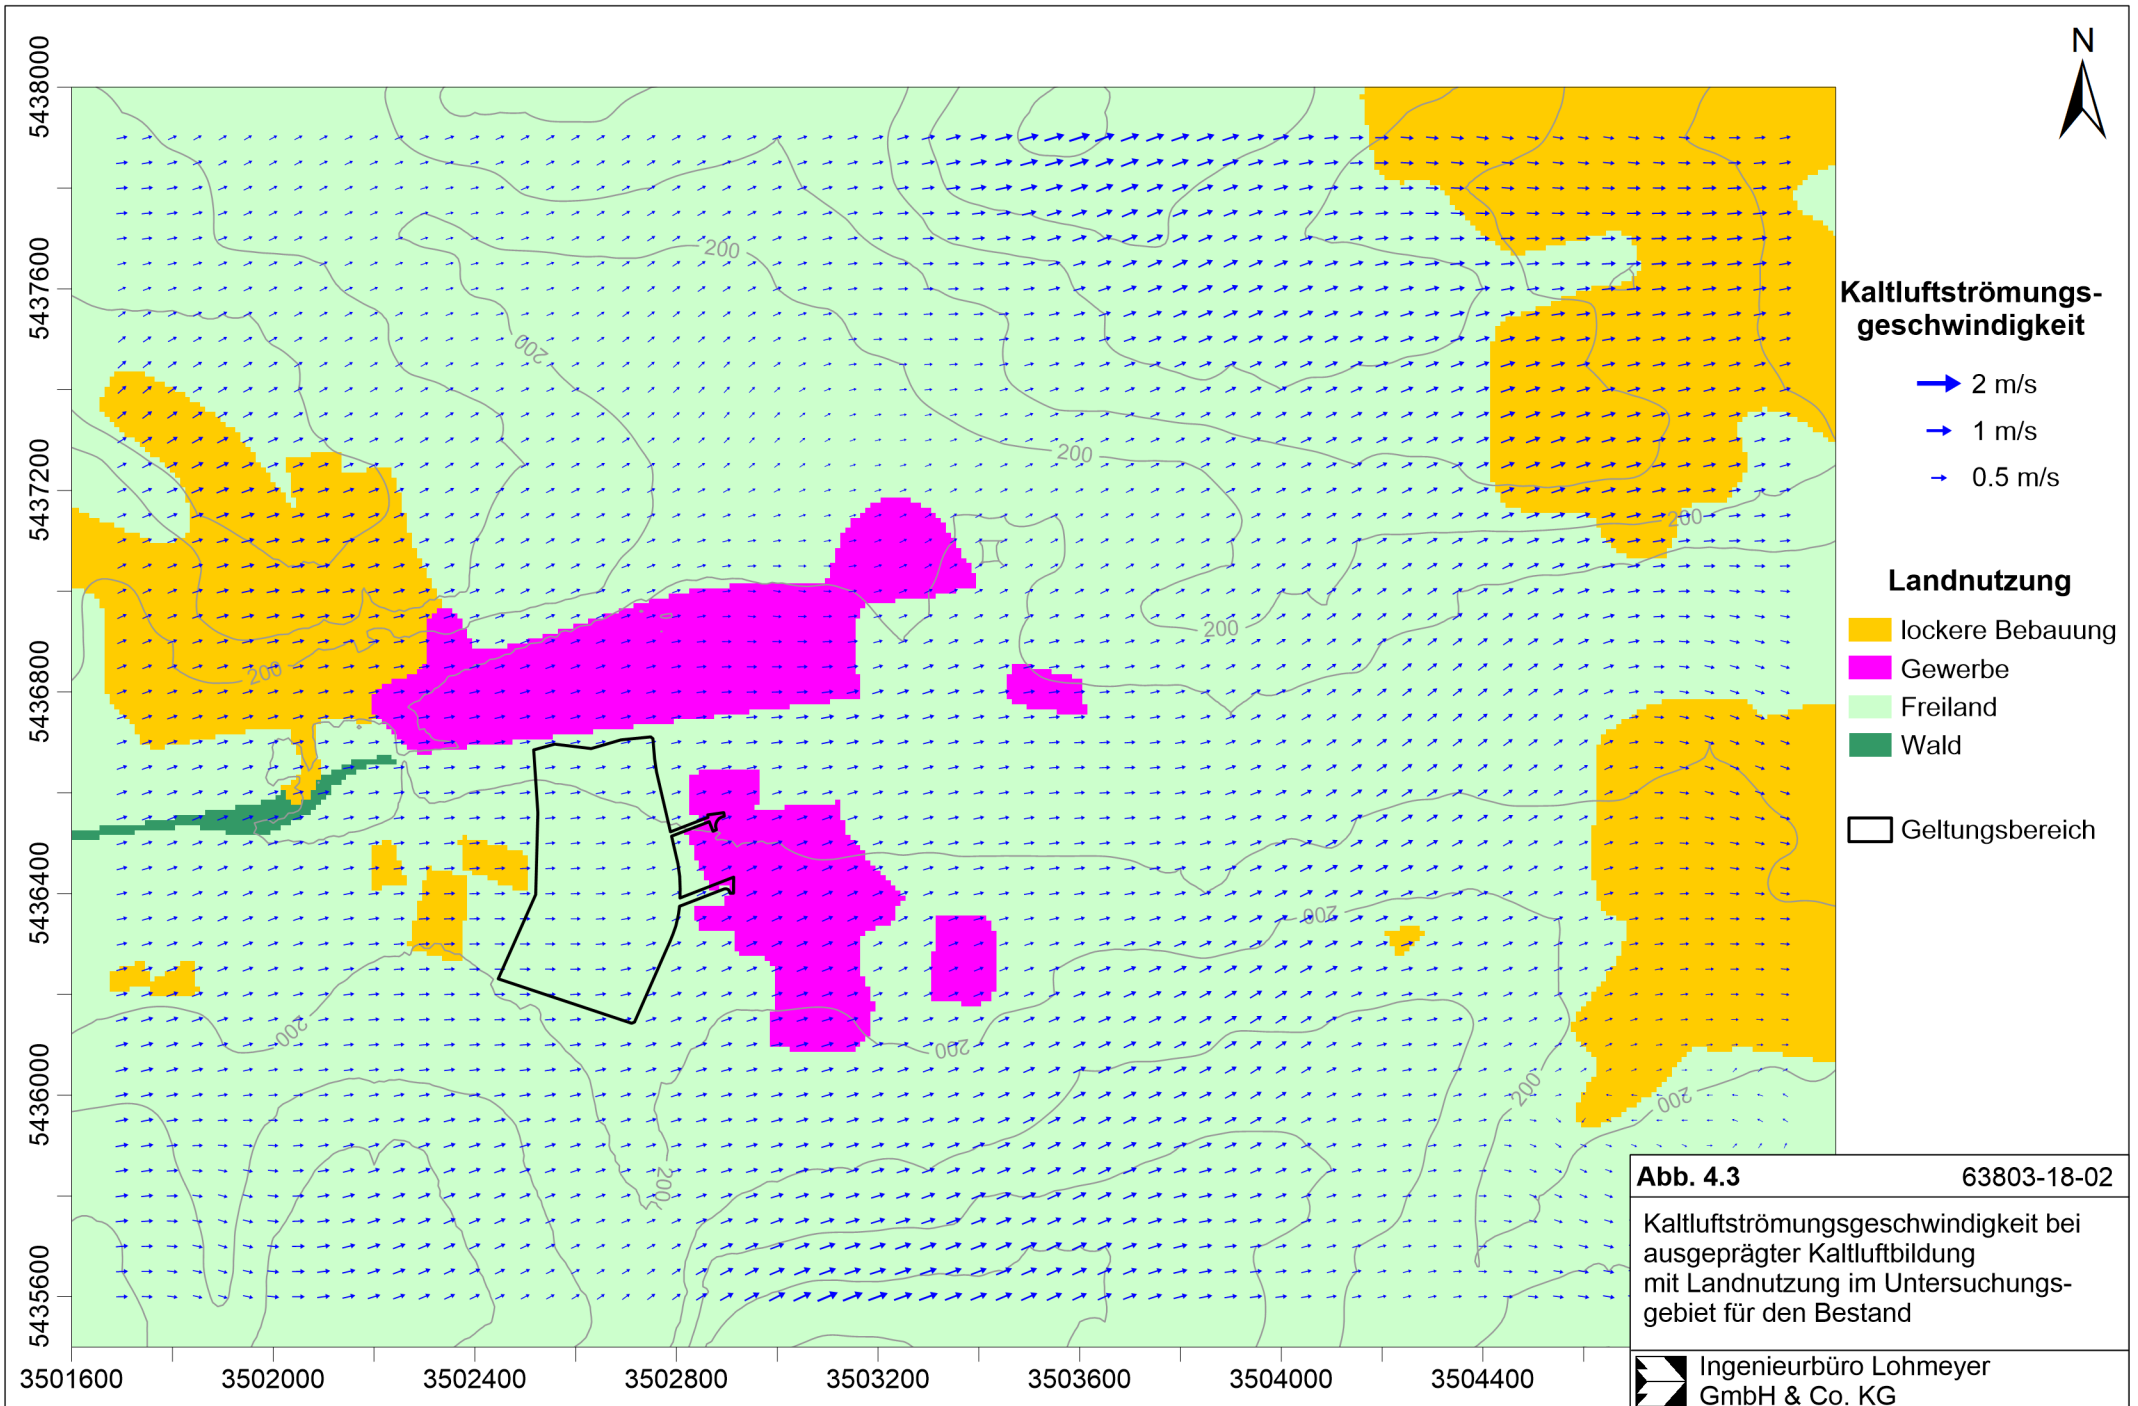 N
5438000
5437600
5437200
5436800
5436400
5436000
5435600
3501600
3502000
3502400
3502800
3503200
3503600
3504000
3504400
200
200
200
200
200
200
200
200
200
200
200
200
0
Kaltluftströmungs-
geschwindigkeit
2 m/s
1 m/s
0.5 m/s
Landnutzung
lockere Bebauung
Gewerbe
Freiland
Wald
Geltungsbereich
Abb. 4.3
63803-18-02
Kaltluftströmungsgeschwindigkeit bei
ausgeprägter Kaltluftbildung
mit Landnutzung im Untersuchungs-
gebiet für den Bestand
Ingenieurbüro Lohmeyer
GmbH & Co. KG